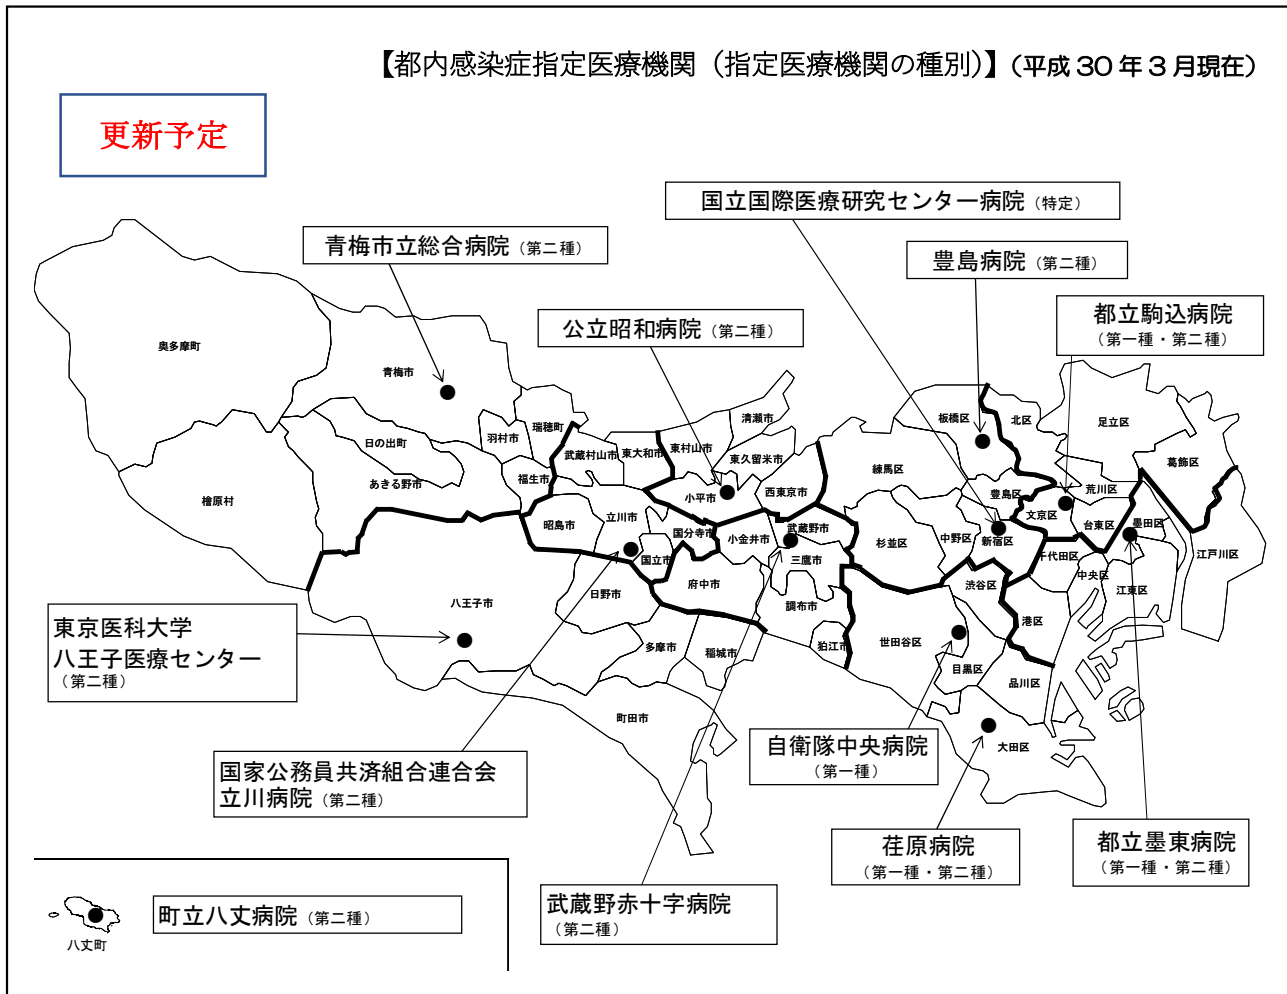 【都内感染症指定医療機関（指定医療機関の種別）】（平成30年3月現在）
更新予定
国立国際医療研究センター病院（特定）
青梅市立総合病院（第二種）
豊島病院（第二種）
公立昭和病院（第二種）
都立駒込病院
（第一種・第二種）
奥多摩町
青梅市
日の出町
羽村市
瑞穂町
あきる野市
福生市
檜原村
武蔵村山市
東大和市
東村山市
清瀬市
東久留米市
小平市
西東京市
昭島市
立川市
国立市
国分寺市
小金井市
武蔵野市
三鷹市
府中市
調布市
狛江市
八王子市
日野市
多摩市
稲城市
町田市
板橋区
北区
足立区
葛飾区
練馬区
豊島区
文京区
荒川区
台東区
墨田区
江戸川区
杉並区
中野区
新宿区
千代田区
中央区
江東区
渋谷区
港区
世田谷区
目黒区
品川区
大田区
東京医科大学
八王子医療センター
（第二種）
国家公務員共済組合連合会
立川病院（第二種）
自衛隊中央病院
（第一種）
荏原病院
（第一種・第二種）
都立墨東病院
（第一種・第二種）
武蔵野赤十字病院
（第二種）
町立八丈病院（第二種）
八丈町